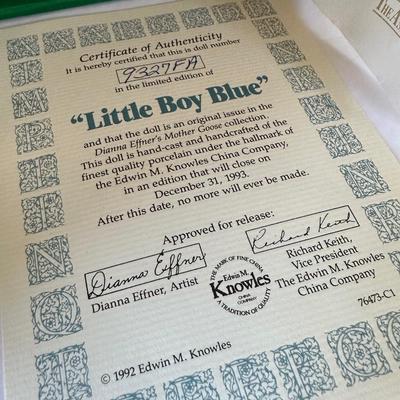 Certificate of Authenticity
It is hereby certified that this is doll number
9327FA
in the limited edition of
"Little Boy Blue"
and that the doll is an original issue in the
Dianna Effner's Mother Goose collection.
This doll is hand-cast and handcrafted of the
finest quality porcelain under the hallmark of
the Edwin M. Knowles China Company,
in an edition that will close on
December 31, 1993.
After this date, no more will ever be made.
Approved for release:
Dianna Effner
Dianna Effner, Artist
THE MARK OF FINE CHINA
Edwin M.
Knowles
CHINA
COMPANY
A TRADITION OF QUALITY
Richard Keith
Richard Keith,
Vice President
The Edwin M. Knowles
China Company
76473-C1
© 1992 Edwin M. Knowles